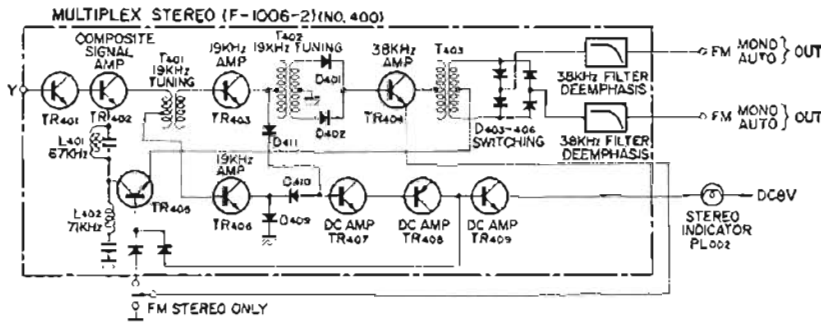 MULTIPLEX STEREO (F-1006-2)(NO. 400)
COMPOSITE
SIGNAL
AMP
T401
19KHz
TUNING
19KHz
AMP
T402
19KHz TUNING
38KHz
AMP
T403
D401
D402
Y
TR401
TR402
TR403
TR404
D411
D403-406
SWITCHING
38KHz FILTER
DEEMPHASIS
FM MONO
AUTO } OUT
38KHz FILTER
DEEMPHASIS
FM MONO
AUTO } OUT
L401
67KHz
19KHz
AMP
D410
TR405
TR406
D409
L402
71KHz
DC AMP
TR407
DC AMP
TR408
DC AMP
TR409
DC8V
STEREO
INDICATOR
PL002
FM STEREO ONLY